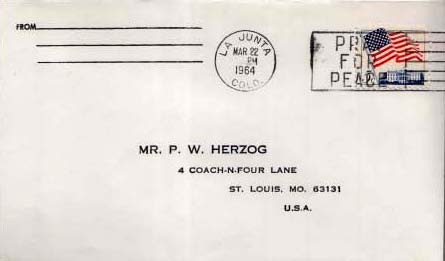 FROM
LA JUNTA
MAR 22
PM
1964
COLO.
PRAY
FOR
PEACE
MR. P. W. HERZOG
4 COACH-N-FOUR LANE
ST. LOUIS, MO. 63131
U.S.A.